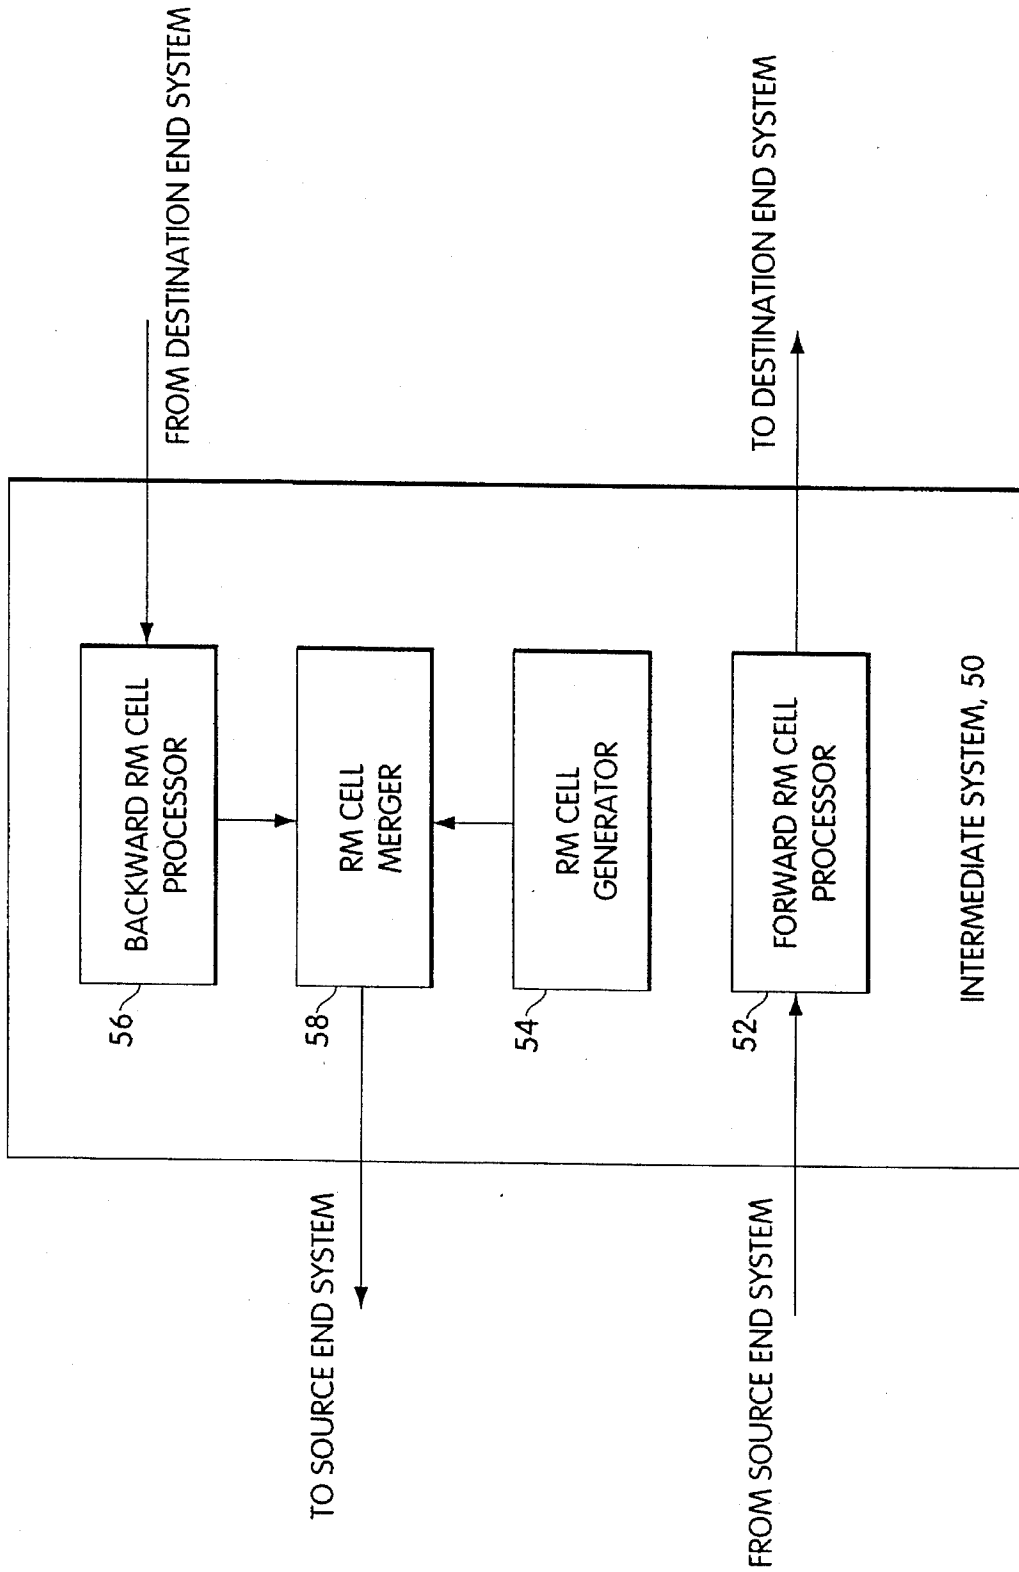 FROM DESTINATION END SYSTEM
56
BACKWARD RM CELL
PROCESSOR
TO SOURCE END SYSTEM
58
RM CELL
MERGER
54
RM CELL
GENERATOR
FROM SOURCE END SYSTEM
52
FORWARD RM CELL
PROCESSOR
TO DESTINATION END SYSTEM
INTERMEDIATE SYSTEM, 50